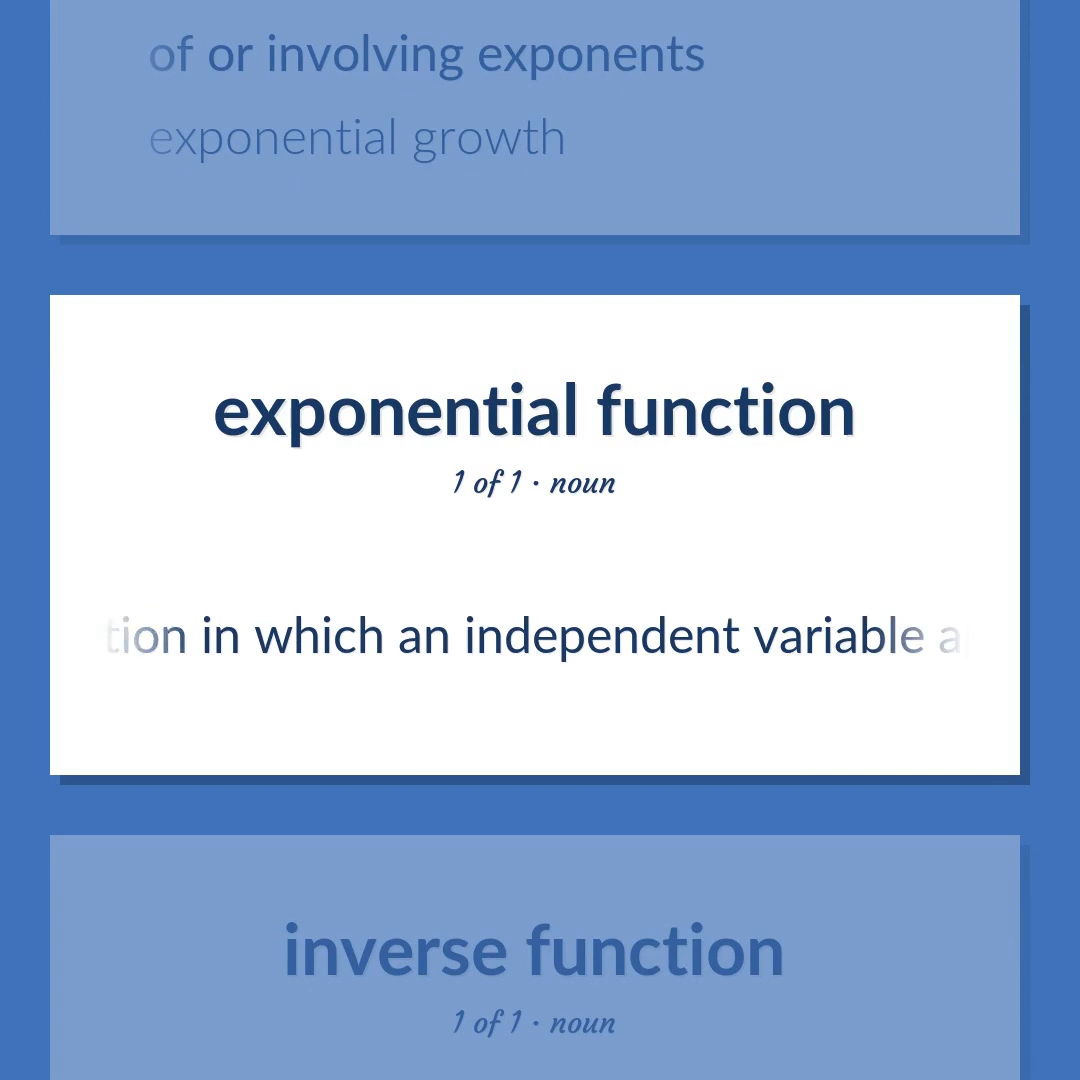 of or involving exponents
exponential growth
exponential function
1 of 1 · noun
tion in which an independent variable a
inverse function
1 of 1 · noun